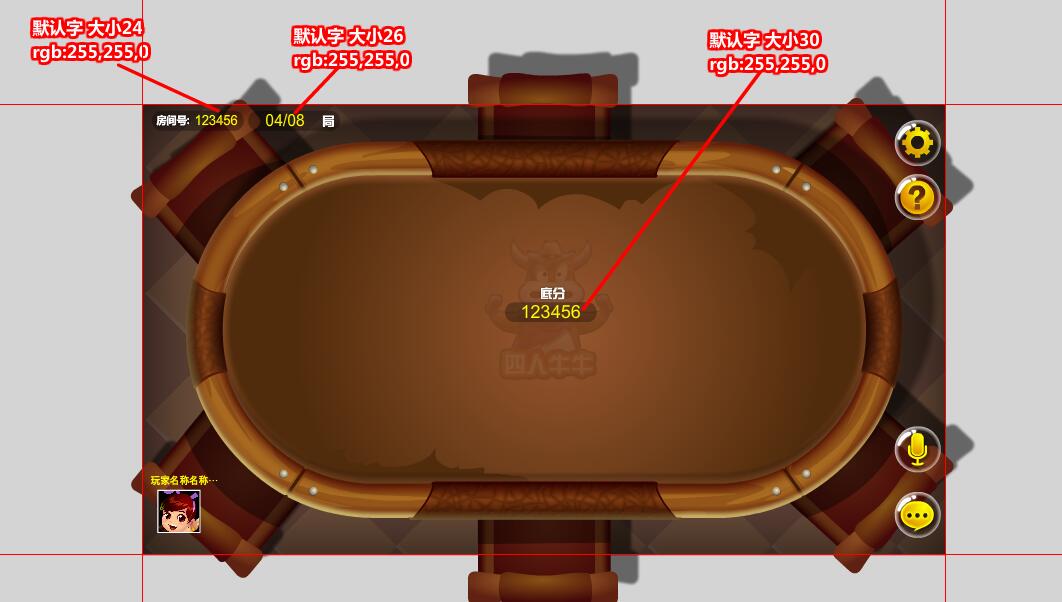 默认字 大小24
rgb:255,255,0
默认字 大小26
rgb:255,255,0
默认字 大小30
rgb:255,255,0
房间号: 123456
04/08 局
底分
123456
四人牛牛
玩家名称名称···